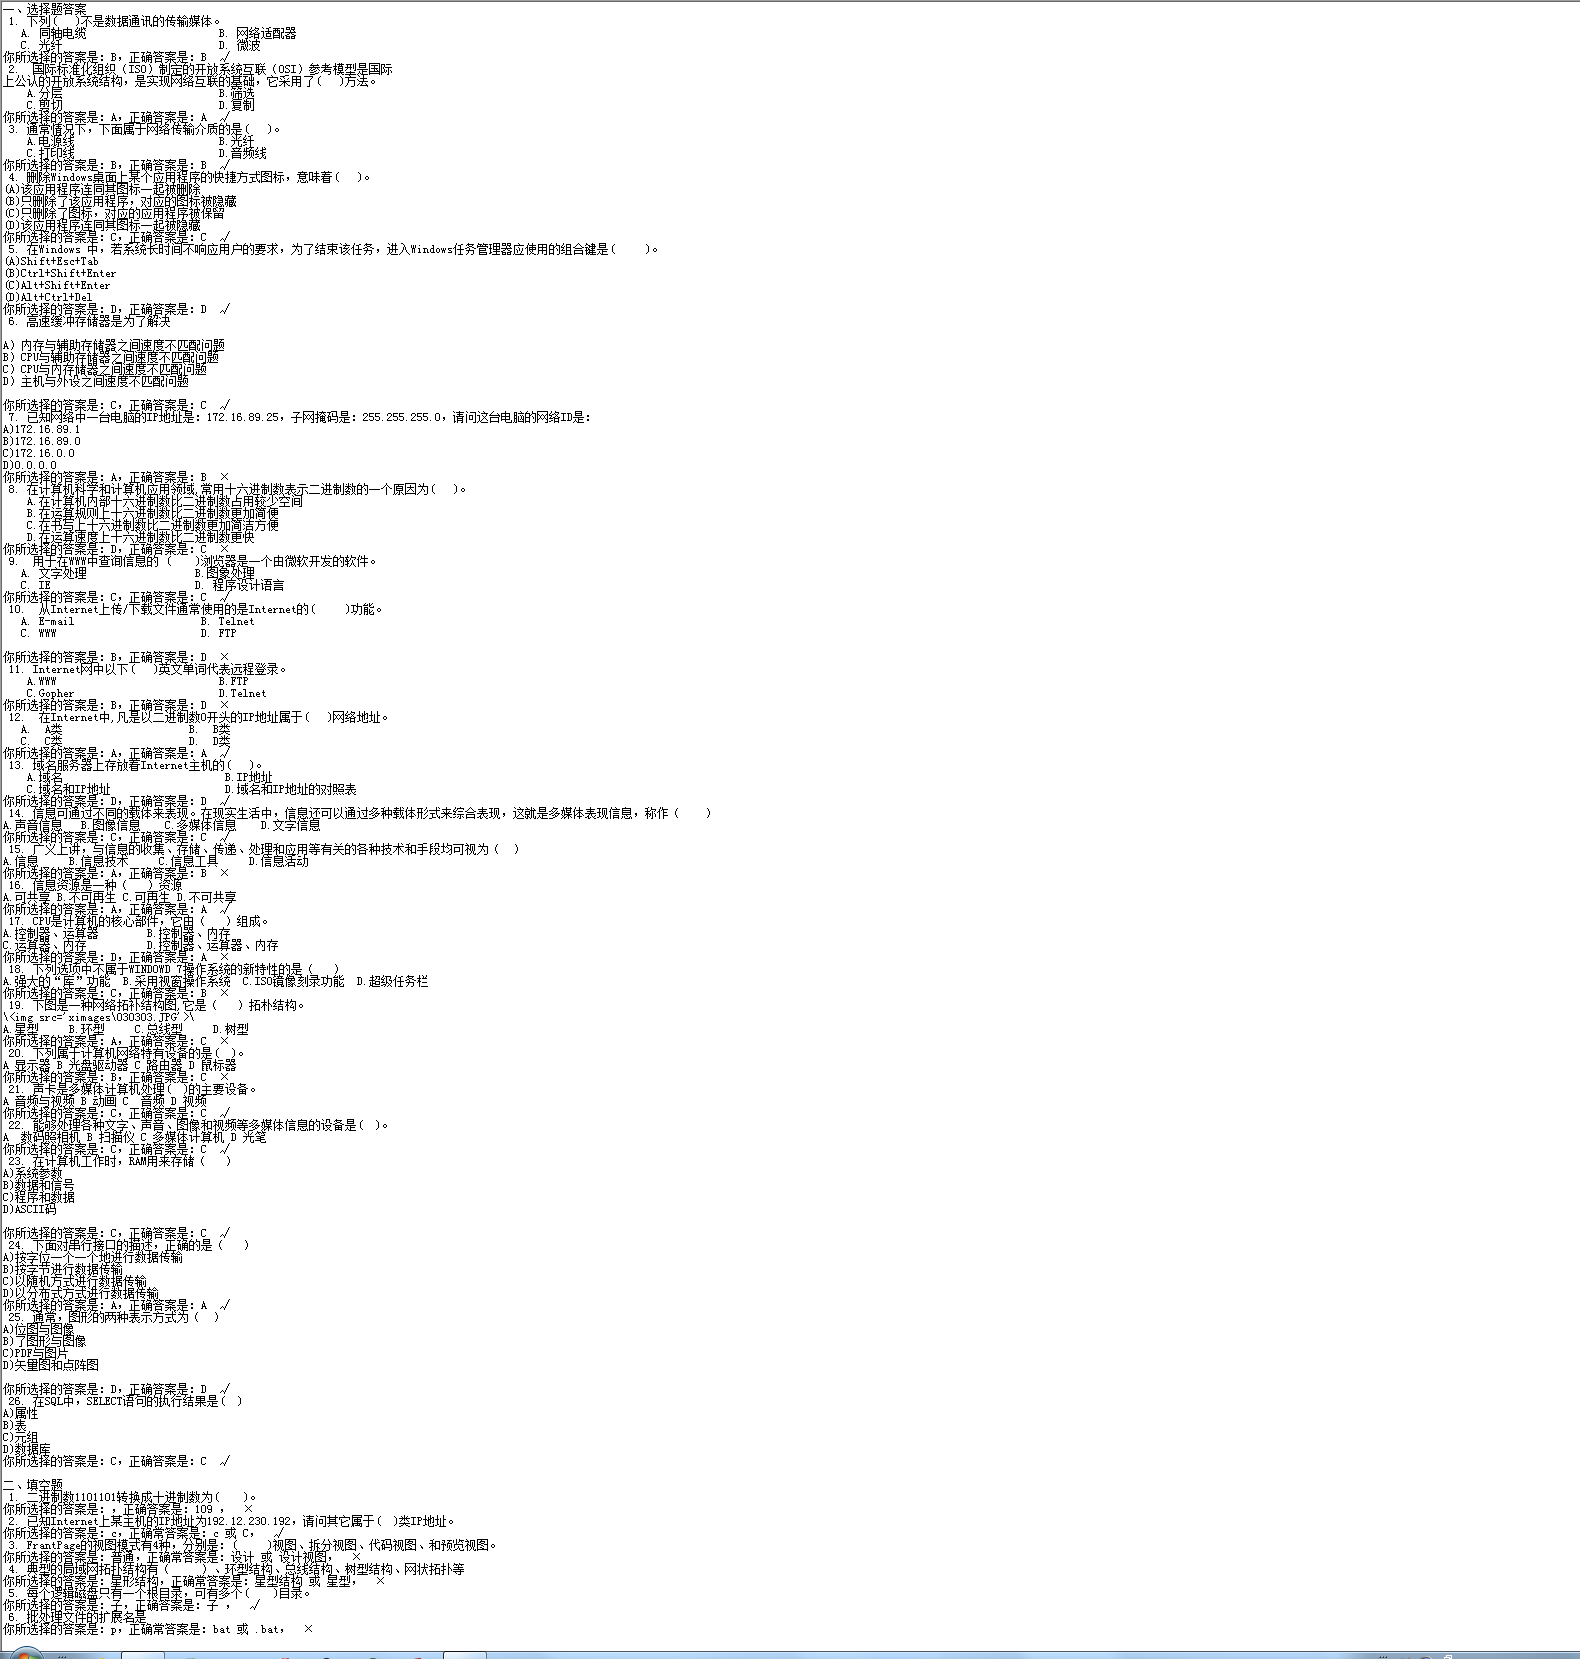 一、选择题答案
1. 下列(   )不是数据通讯的传输媒体。
A. 同轴电缆                      B. 网络适配器
C. 光纤                          D. 微波
你所选择的答案是: B, 正确答案是: B  √
2.  国际标准化组织（ISO）制定的开放系统互联（OSI）参考模型是国际
上公认的开放系统结构，是实现网络互联的基础，它采用了(   )方法。
A.分层                          B.筛选
C.剪切                          D.复制
你所选择的答案是: A, 正确答案是: A  √
3. 通常情况下，下面属于网络传输介质的是(   )。
A.电源线                        B.光纤
C.打印线                        D.音频线
你所选择的答案是: B, 正确答案是: B  √
4. 删除Windows桌面上某个应用程序的快捷方式图标，意味着(   )。
(A)该应用程序连同其图标一起被删除
(B)只删除了该应用程序，对应的图标被隐藏
(C)只删除了图标，对应的应用程序被保留
(D)该应用程序连同其图标一起被隐藏
你所选择的答案是: C, 正确答案是: C  √
5. 在Windows 中，若系统长时间不响应用户的要求，为了结束该任务，进入Windows任务管理器应使用的组合键是(     )。
(A)Shift+Esc+Tab
(B)Ctrl+Shift+Enter
(C)Alt+Shift+Enter
(D)Alt+Ctrl+Del
你所选择的答案是: D, 正确答案是: D  √
6. 高速缓冲存储器是为了解决
A) 内存与辅助存储器之间速度不匹配问题
B) CPU与辅助存储器之间速度不匹配问题
C) CPU与内存储器之间速度不匹配问题
D) 主机与外设之间速度不匹配问题
你所选择的答案是: C, 正确答案是: C  √
7. 已知网络中一台电脑的IP地址是: 172.16.89.25, 子网掩码是: 255.255.255.0, 请问这台电脑的网络ID是:
A)172.16.89.1
B)172.16.89.0
C)172.16.0.0
D)0.0.0.0
你所选择的答案是: A, 正确答案是: B  ×
8. 在计算机科学和计算机应用领域,常用十六进制数表示二进制数的一个原因为(   )。
A.在计算机内部十六进制数比二进制数占用较少空间
B.在运算规则上十六进制数比二进制数更加简便
C.在书写上十六进制数比二进制数更加简洁方便
D.在运算速度上十六进制数比二进制数更快
你所选择的答案是: D, 正确答案是: C  ×
9.  用于在WWW中查询信息的 (    )浏览器是一个由微软开发的软件。
A. 文字处理                  B.图象处理
C. IE                        D. 程序设计语言
你所选择的答案是: C, 正确答案是: C  √
10.  从Internet上传/下载文件通常使用的是Internet的(     )功能。
A. E-mail                     B. Telnet
C. WWW                        D. FTP
你所选择的答案是: B, 正确答案是: D  ×
11. Internet网中以下(   )英文单词代表远程登录。
A.WWW                           B.FTP
C.Gopher                        D.Telnet
你所选择的答案是: B, 正确答案是: D  ×
12.  在Internet中,凡是以二进制数0开头的IP地址属于(   )网络地址。
A.  A类                     B.  B类
C.  C类                     D.  D类
你所选择的答案是: A, 正确答案是: A  √
13. 域名服务器上存放着Internet主机的(   )。
A.域名                           B.IP地址
C.域名和IP地址                   D.域名和IP地址的对照表
你所选择的答案是: D, 正确答案是: D  √
14. 信息可通过不同的载体来表现。在现实生活中，信息还可以通过多种载体形式来综合表现，这就是多媒体表现信息，称作 (     )
A.声音信息   B.图像信息    C.多媒体信息    D.文字信息
你所选择的答案是: C, 正确答案是: C  √
15. 广义上讲，与信息的收集、存储、传递、处理和应用等有关的各种技术和手段均可视为 (   )
A.信息     B.信息技术     C.信息工具     D.信息活动
你所选择的答案是: A, 正确答案是: B  ×
16. 信息资源是一种 (   ) 资源
A.可共享 B.不可再生 C.可再生 D.不可共享
你所选择的答案是: A, 正确答案是: A  √
17. CPU是计算机的核心部件，它由 (   ) 组成。
A.控制器、运算器        B.控制器、内存
C.运算器、内存          D.控制器、运算器、内存
你所选择的答案是: D, 正确答案是: A  ×
18. 下列选项中不属于WINDOWD 7操作系统的新特性的是 (   )
A.强大的“库”功能  B.采用视窗操作系统  C.ISO镜像刻录功能  D.超级任务栏
你所选择的答案是: C, 正确答案是: B  ×
19. 下图是一种网络拓扑结构图,它是 (   ) 拓朴结构。
\<img src='ximages\030303.JPG'>\
A.星型     B.环型     C.总线型     D.树型
你所选择的答案是: A, 正确答案是: C  ×
20. 下列属于计算机网络特有设备的是(  )。
A 显示器 B 光盘驱动器 C 路由器 D 鼠标器
你所选择的答案是: B, 正确答案是: C  ×
21. 声卡是多媒体计算机处理(  )的主要设备。
A 音频与视频 B 动画 C  音频 D 视频
你所选择的答案是: C, 正确答案是: C  √
22. 能够处理各种文字、声音、图像和视频等多媒体信息的设备是(  )。
A  数码照相机 B 扫描仪 C 多媒体计算机 D 光笔
你所选择的答案是: C, 正确答案是: C  √
23. 在计算机工作时，RAM用来存储 (   )
A)系统参数
B)数据和信号
C)程序和数据
D)ASCII码
你所选择的答案是: C, 正确答案是: C  √
24. 下面对串行接口的描述，正确的是 (   )
A)按字位一个一个地进行数据传输
B)按字节进行数据传输
C)以随机方式进行数据传输
D)以分布式方式进行数据传输
你所选择的答案是: A, 正确答案是: A  √
25. 通常，图形的两种表示方式为 (  )
A)位图与图像
B)了图形与图像
C)PDF与图片
D)矢量图和点阵图
你所选择的答案是: D, 正确答案是: D  √
26. 在SQL中，SELECT语句的执行结果是(  )
A)属性
B)表
C)元组
D)数据库
你所选择的答案是: C, 正确答案是: C  √
二、填空题
1. 二进制数1101101转换成十进制数为(    )。
你所选择的答案是: , 正确答案是: 109 ,  ×
2. 已知Internet上某主机的IP地址为192.12.230.192, 请问其它属于(  )类IP地址。
你所选择的答案是: c, 正确常答案是: c 或 C,  √
3. FrantPage的视图模式有4种，分别是: (     )视图、拆分视图、代码视图、和预览视图。
你所选择的答案是: 普通, 正确常答案是: 设计 或 设计视图,  ×
4. 典型的局域网拓扑结构有 (     ) 、环型结构、总线结构、树型结构、网状拓扑等
你所选择的答案是: 星形结构, 正确常答案是: 星型结构 或 星型,  ×
5. 每个逻辑磁盘只有一个根目录，可有多个(    )目录。
你所选择的答案是: 子, 正确答案是: 子 ,  √
6. 批处理文件的扩展名是
你所选择的答案是: p, 正确常答案是: bat 或 .bat,  ×